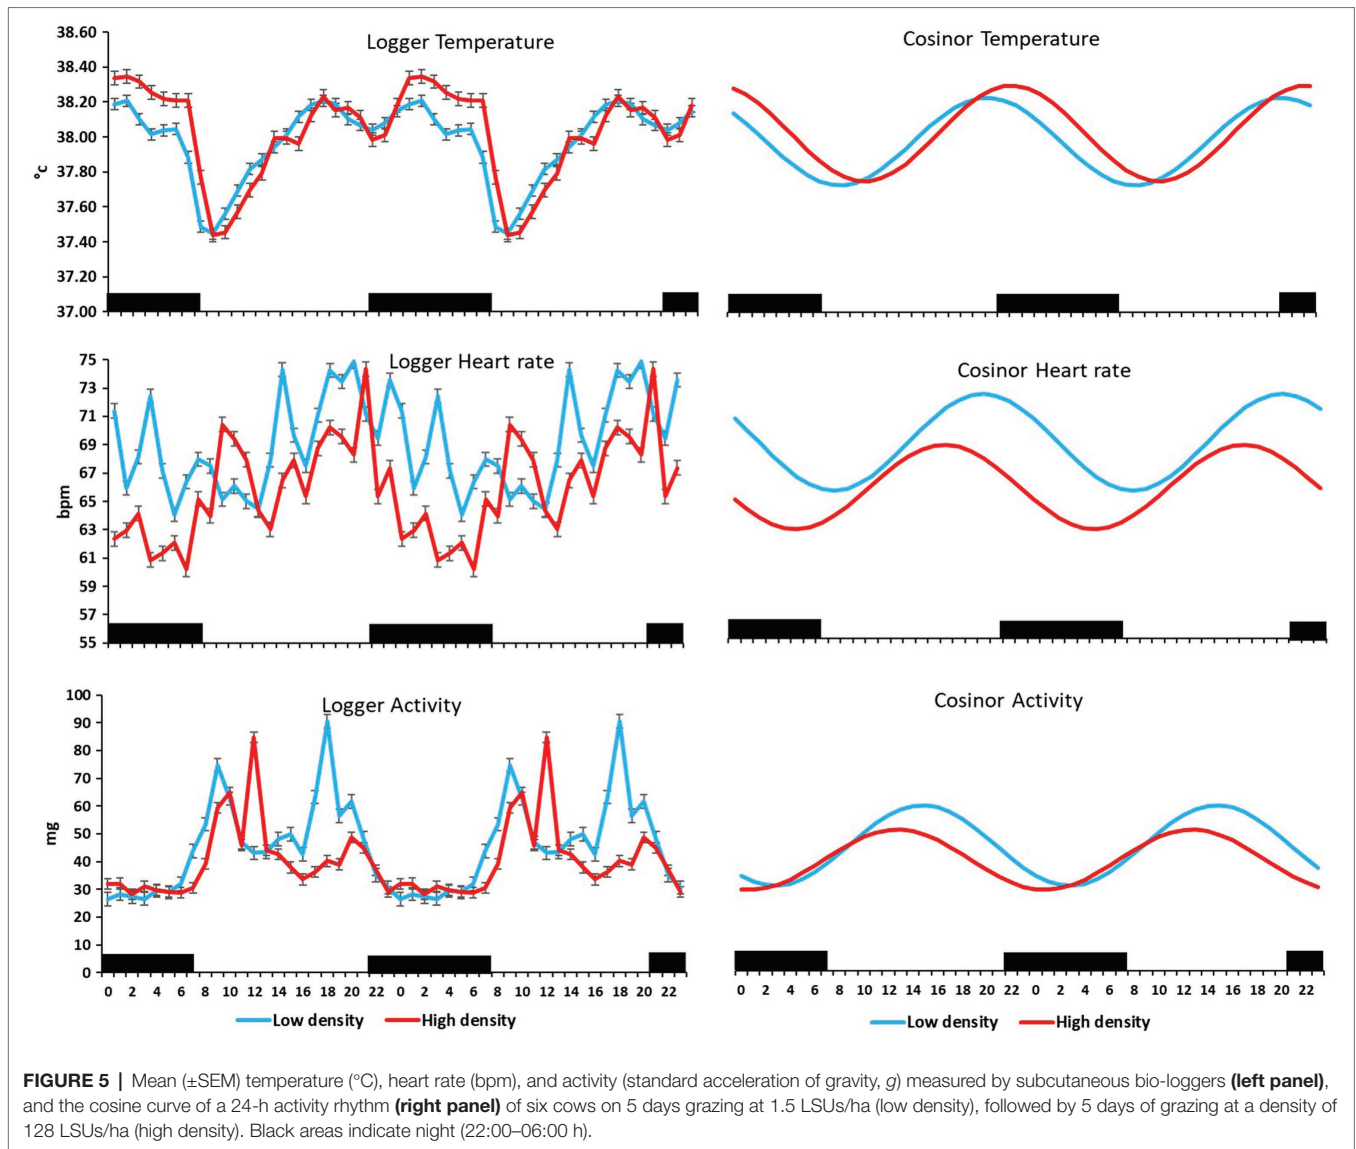 Logger Temperature
Cosinor Temperature
38.60
38.40
38.20
38.00
37.80
37.60
37.40
37.20
37.00
°c
Logger Heart rate
Cosinor Heart rate
75
73
71
69
67
65
63
61
59
57
55
bpm
Logger Activity
Cosinor Activity
100
90
80
70
60
50
40
30
20
10
0
mg
0 2 4 6 8 10 12 14 16 18 20 22 0 2 4 6 8 10 12 14 16 18 20 22
0 2 4 6 8 10 12 14 16 18 20 22 0 2 4 6 8 10 12 14 16 18 20 22
Low density High density
Low density High density
FIGURE 5 | Mean (±SEM) temperature (°C), heart rate (bpm), and activity (standard acceleration of gravity, g) measured by subcutaneous bio-loggers (left panel),
and the cosine curve of a 24-h activity rhythm (right panel) of six cows on 5 days grazing at 1.5 LSUs/ha (low density), followed by 5 days of grazing at a density of
128 LSUs/ha (high density). Black areas indicate night (22:00–06:00 h).